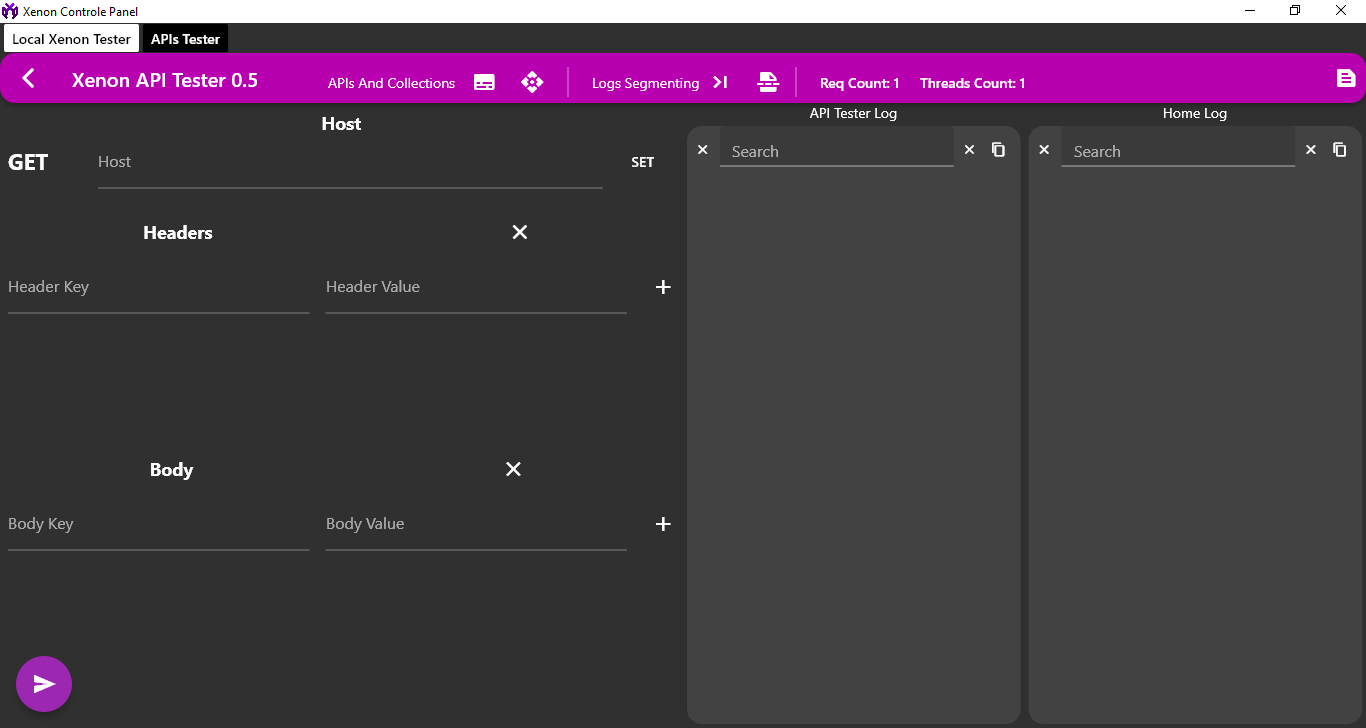 Xenon Controle Panel
Local Xenon Tester APIs Tester
Xenon API Tester 0.5 APIs And Collections Logs Segmenting Req Count: 1 Threads Count: 1
Host
GET Host SET
Headers
Header Key Header Value
Body
Body Key Body Value
API Tester Log
Search
Home Log
Search